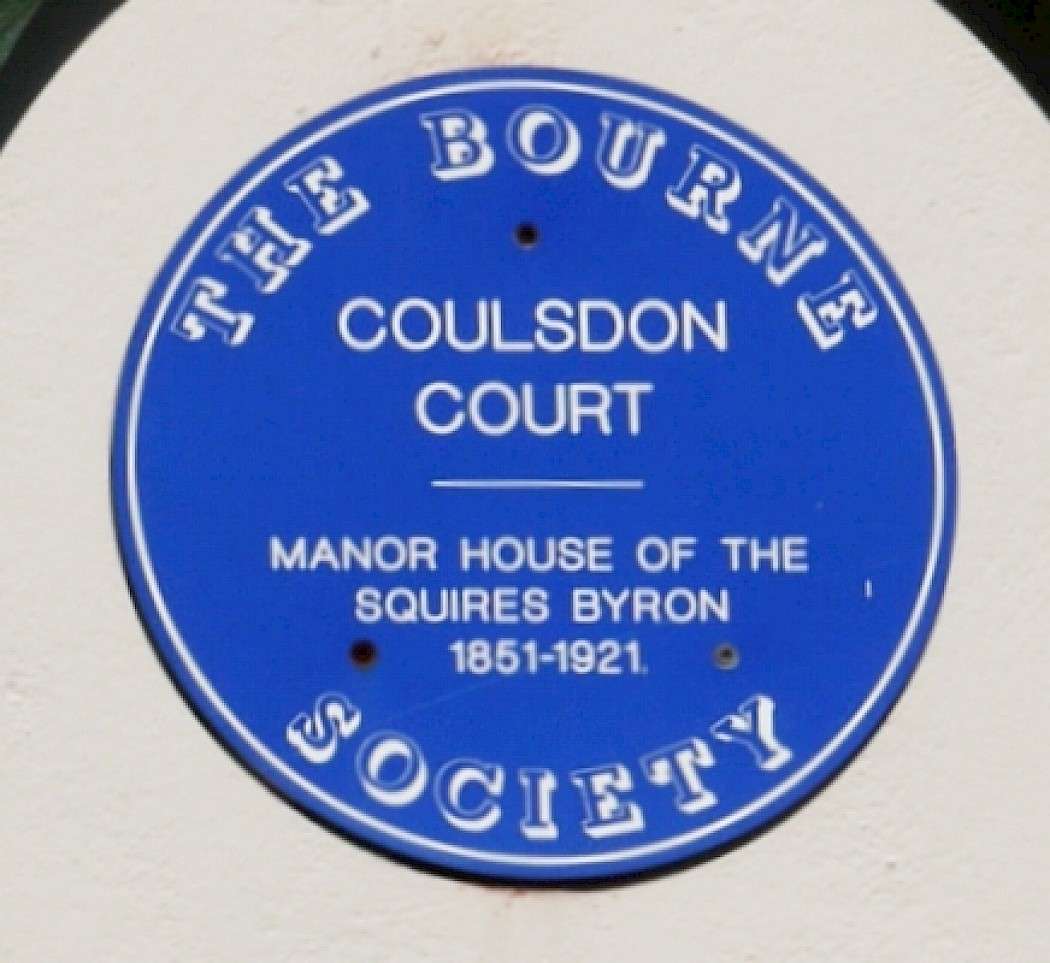 THE BOURNE
COULSDON
COURT
MANOR HOUSE OF THE
SQUIRES BYRON
1851-1921.
SOCIETY